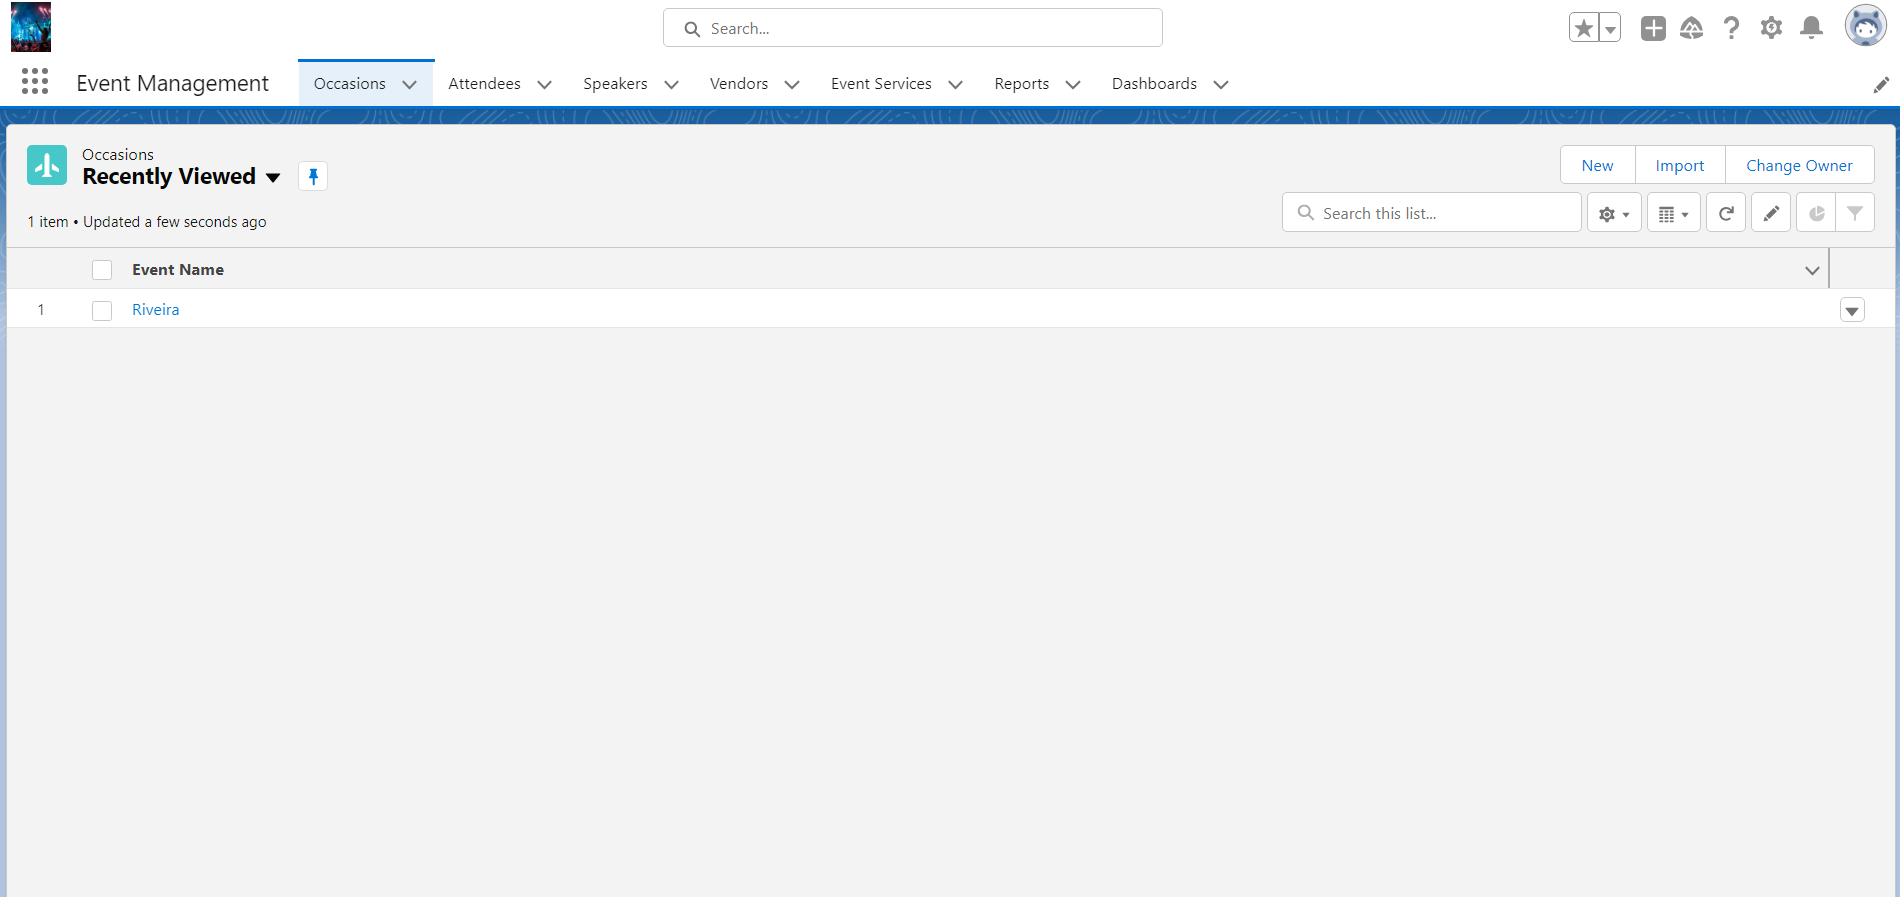 Search...
Event Management
Occasions
Attendees
Speakers
Vendors
Event Services
Reports
Dashboards
Occasions
Recently Viewed
New
Import
Change Owner
1 item • Updated a few seconds ago
Search this list...
Event Name
1
Riveira